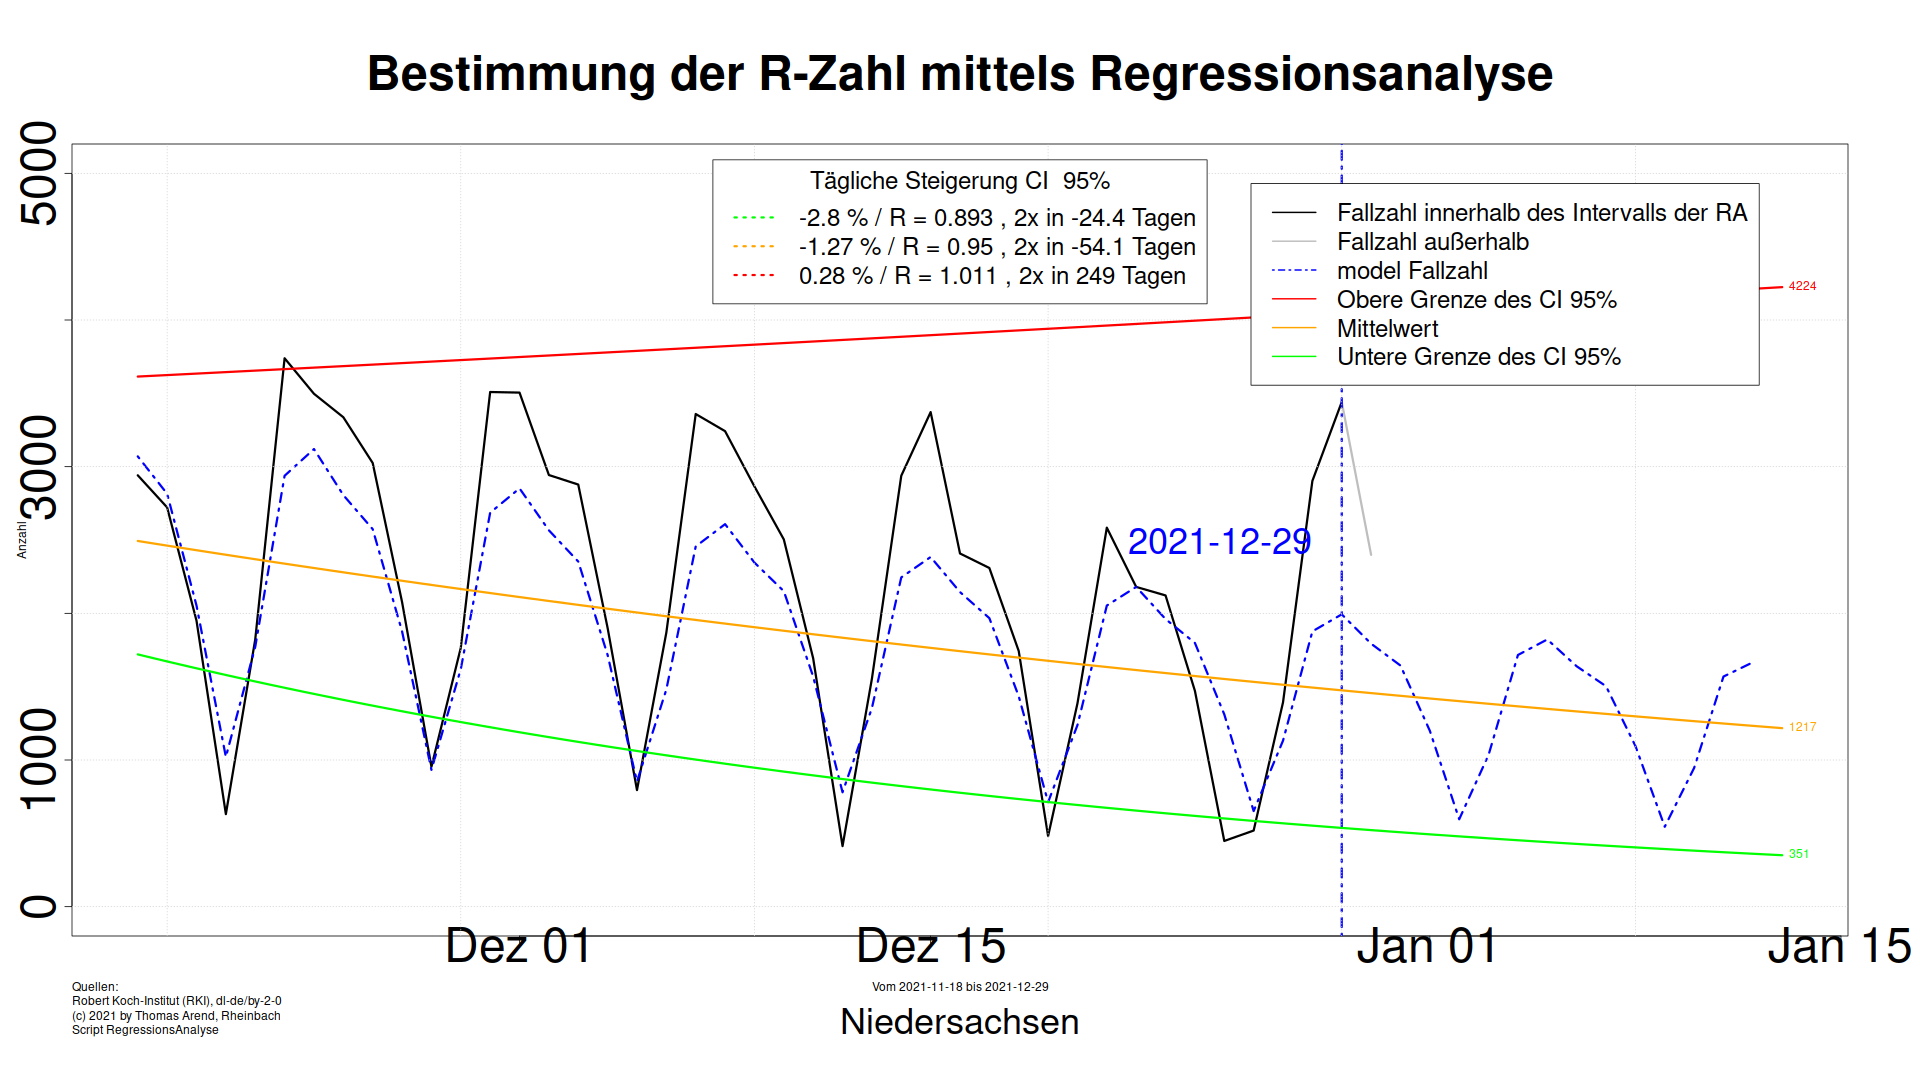 Bestimmung der R-Zahl mittels Regressionsanalyse
5000
3000
1000
0
Anzahl
Tägliche Steigerung CI  95%
-2.8 % / R = 0.893 , 2x in -24.4 Tagen
-1.27 % / R = 0.95 , 2x in -54.1 Tagen
0.28 % / R = 1.011 , 2x in 249 Tagen
Fallzahl innerhalb des Intervalls der RA
Fallzahl außerhalb
model Fallzahl
Obere Grenze des CI 95%
Mittelwert
Untere Grenze des CI 95%
4224
2021-12-29
1217
351
Dez 01
Dez 15
Jan 01
Jan 15
Quellen:
Robert Koch-Institut (RKI), dl-de/by-2-0
(c) 2021 by Thomas Arend, Rheinbach
Script RegressionsAnalyse
Vom 2021-11-18 bis 2021-12-29
Niedersachsen